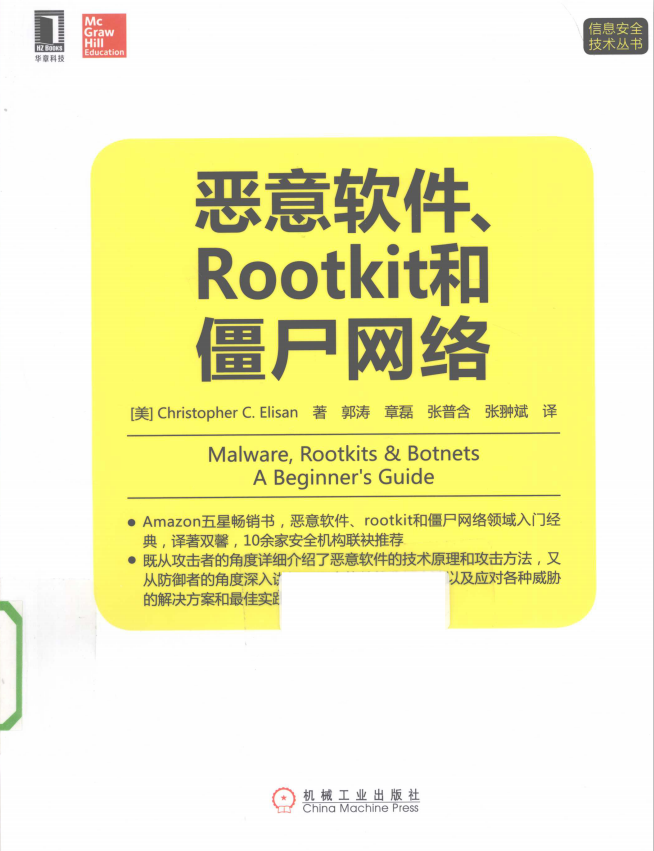 HZ BOOKS
华章科技
Mc
Graw
Hill
Education
信息安全
技术丛书
恶意软件、
Rootkit和
僵尸网络
[美] Christopher C. Elisan 著 郭涛 章磊 张普含 张翀斌 译
Malware, Rootkits & Botnets
A Beginner's Guide
● Amazon五星畅销书，恶意软件、rootkit和僵尸网络领域入门经
典，译著双馨，10余家安全机构联袂推荐
● 既从攻击者的角度详细介绍了恶意软件的技术原理和攻击方法，又
从防御者的角度深入 以及应对各种威胁
的解决方案和最佳实
机械工业出版社
China Machine Press